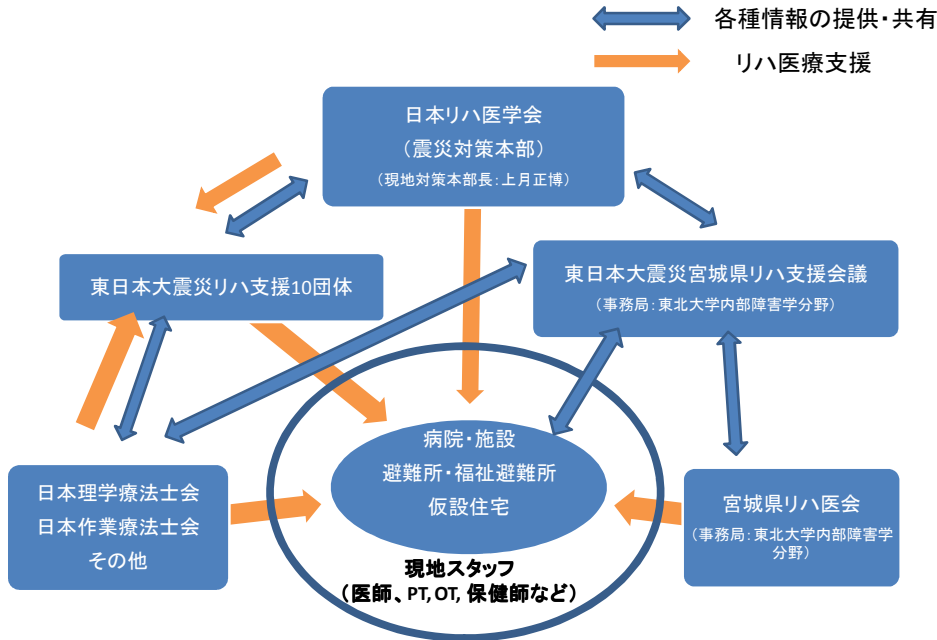 各種情報の提供・共有
リハ医療支援
日本リハ医学会
（震災対策本部）
（現地対策本部長：上月正博）
東日本大震災リハ支援10団体
東日本大震災宮城県リハ支援会議
（事務局：東北大学内部障害学分野）
病院・施設
避難所・福祉避難所
仮設住宅
日本理学療法士会
日本作業療法士会
その他
宮城県リハ医会
（事務局：東北大学内部障害学
分野）
現地スタッフ
（医師、PT, OT, 保健師など）